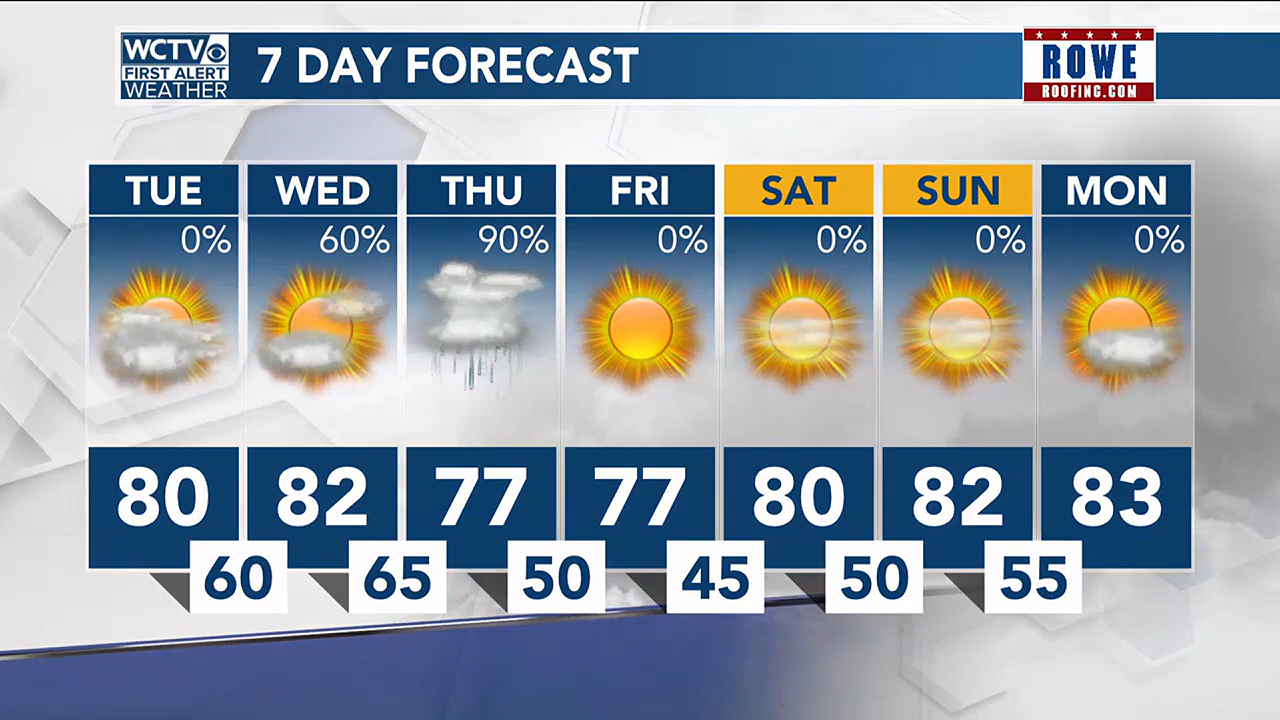 WCTV
FIRST ALERT
WEATHER
7 DAY FORECAST
ROWE
ROOFING.COM
TUE WED THU FRI SAT SUN MON
0% 60% 90% 0% 0% 0% 0%
80 82 77 77 80 82 83
60 65 50 45 50 55